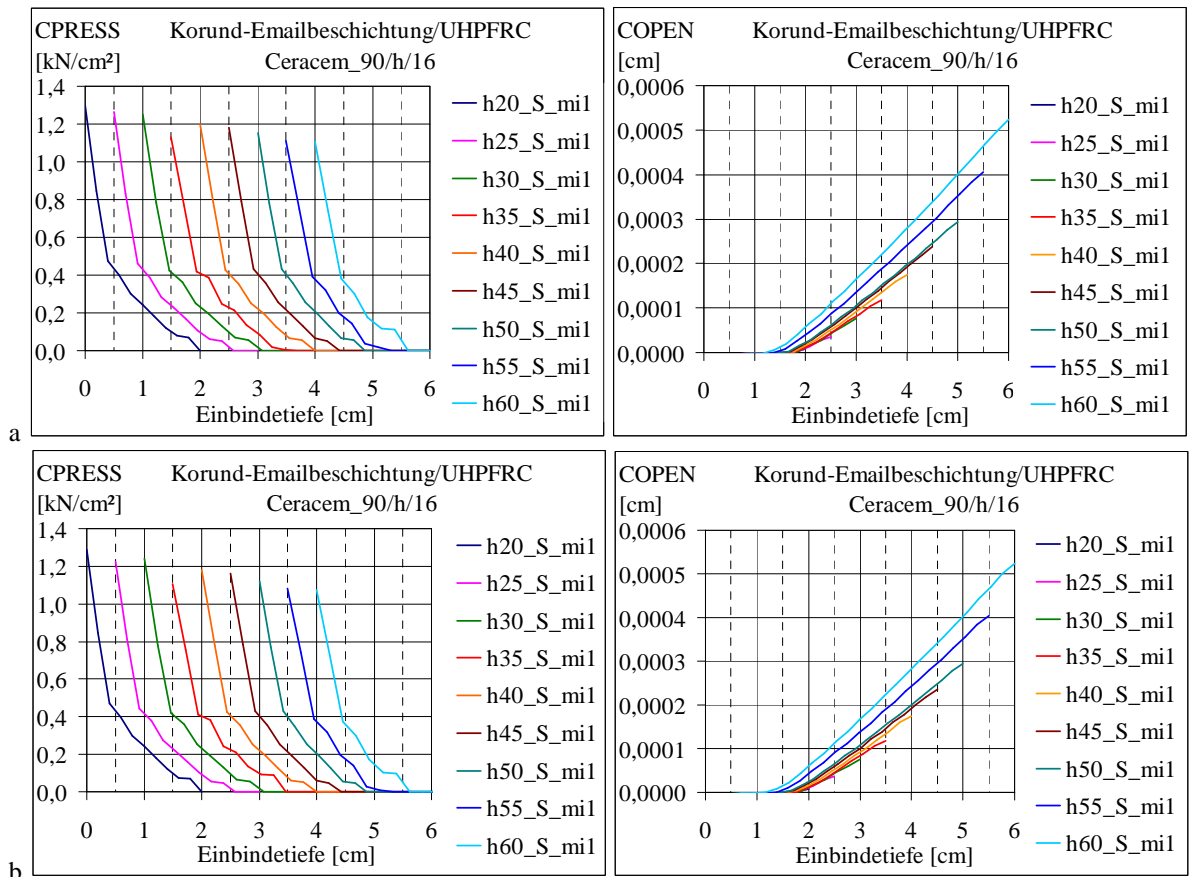 CPRESS Korund-Emailbeschichtung/UHPFRC
[kN/cm²] Ceracem_90/h/16
1,4
1,2
1,0
0,8
0,6
0,4
0,2
0,0
0 1 2 3 4 5 6
Einbindetiefe [cm]
h20_S_mi1
h25_S_mi1
h30_S_mi1
h35_S_mi1
h40_S_mi1
h45_S_mi1
h50_S_mi1
h55_S_mi1
h60_S_mi1
COPEN Korund-Emailbeschichtung/UHPFRC
[cm] Ceracem_90/h/16
0,0006
0,0005
0,0004
0,0003
0,0002
0,0001
0,0000
0 1 2 3 4 5 6
Einbindetiefe [cm]
h20_S_mi1
h25_S_mi1
h30_S_mi1
h35_S_mi1
h40_S_mi1
h45_S_mi1
h50_S_mi1
h55_S_mi1
h60_S_mi1
a
CPRESS Korund-Emailbeschichtung/UHPFRC
[kN/cm²] Ceracem_90/h/16
1,4
1,2
1,0
0,8
0,6
0,4
0,2
0,0
0 1 2 3 4 5 6
Einbindetiefe [cm]
h20_S_mi1
h25_S_mi1
h30_S_mi1
h35_S_mi1
h40_S_mi1
h45_S_mi1
h50_S_mi1
h55_S_mi1
h60_S_mi1
COPEN Korund-Emailbeschichtung/UHPFRC
[cm] Ceracem_90/h/16
0,0006
0,0005
0,0004
0,0003
0,0002
0,0001
0,0000
0 1 2 3 4 5 6
Einbindetiefe [cm]
h20_S_mi1
h25_S_mi1
h30_S_mi1
h35_S_mi1
h40_S_mi1
h45_S_mi1
h50_S_mi1
h55_S_mi1
h60_S_mi1
b